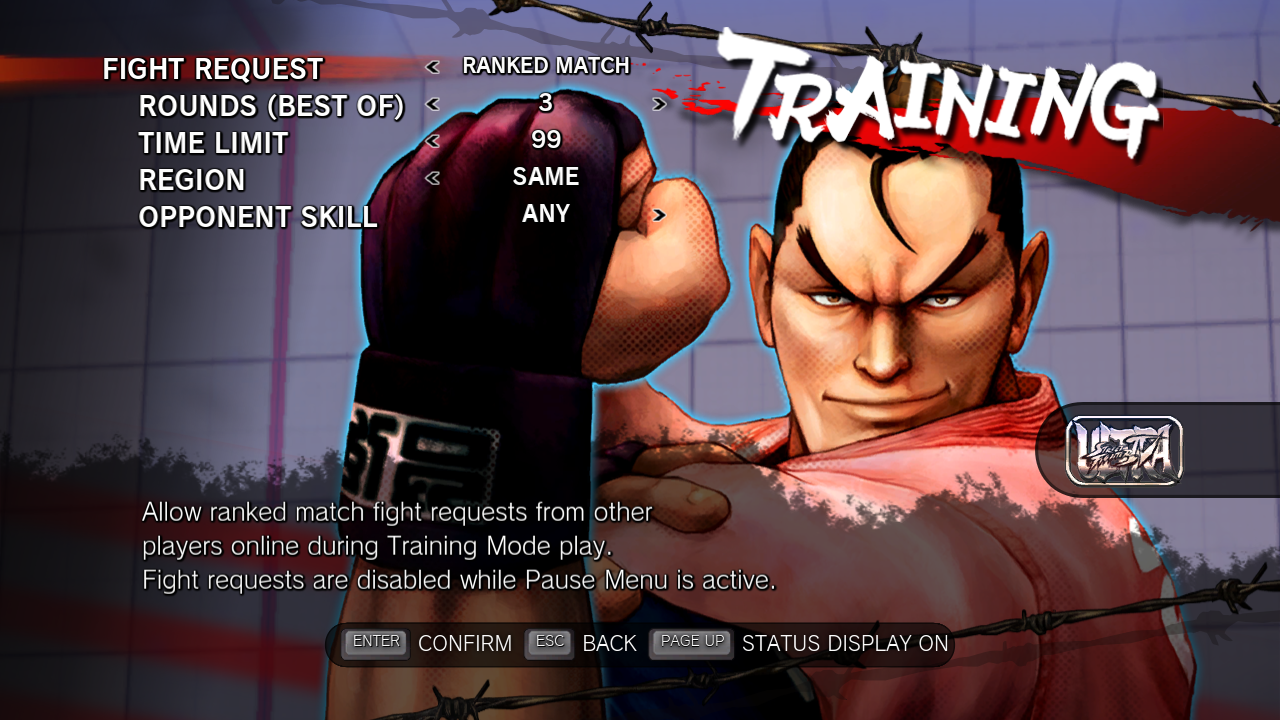 TRAINING
FIGHT REQUEST < RANKED MATCH
ROUNDS (BEST OF) < 3 >
TIME LIMIT < 99
REGION < SAME
OPPONENT SKILL ANY >
ULTRA
Allow ranked match fight requests from other
players online during Training Mode play.
Fight requests are disabled while Pause Menu is active.
ENTER CONFIRM ESC BACK PAGE UP STATUS DISPLAY ON